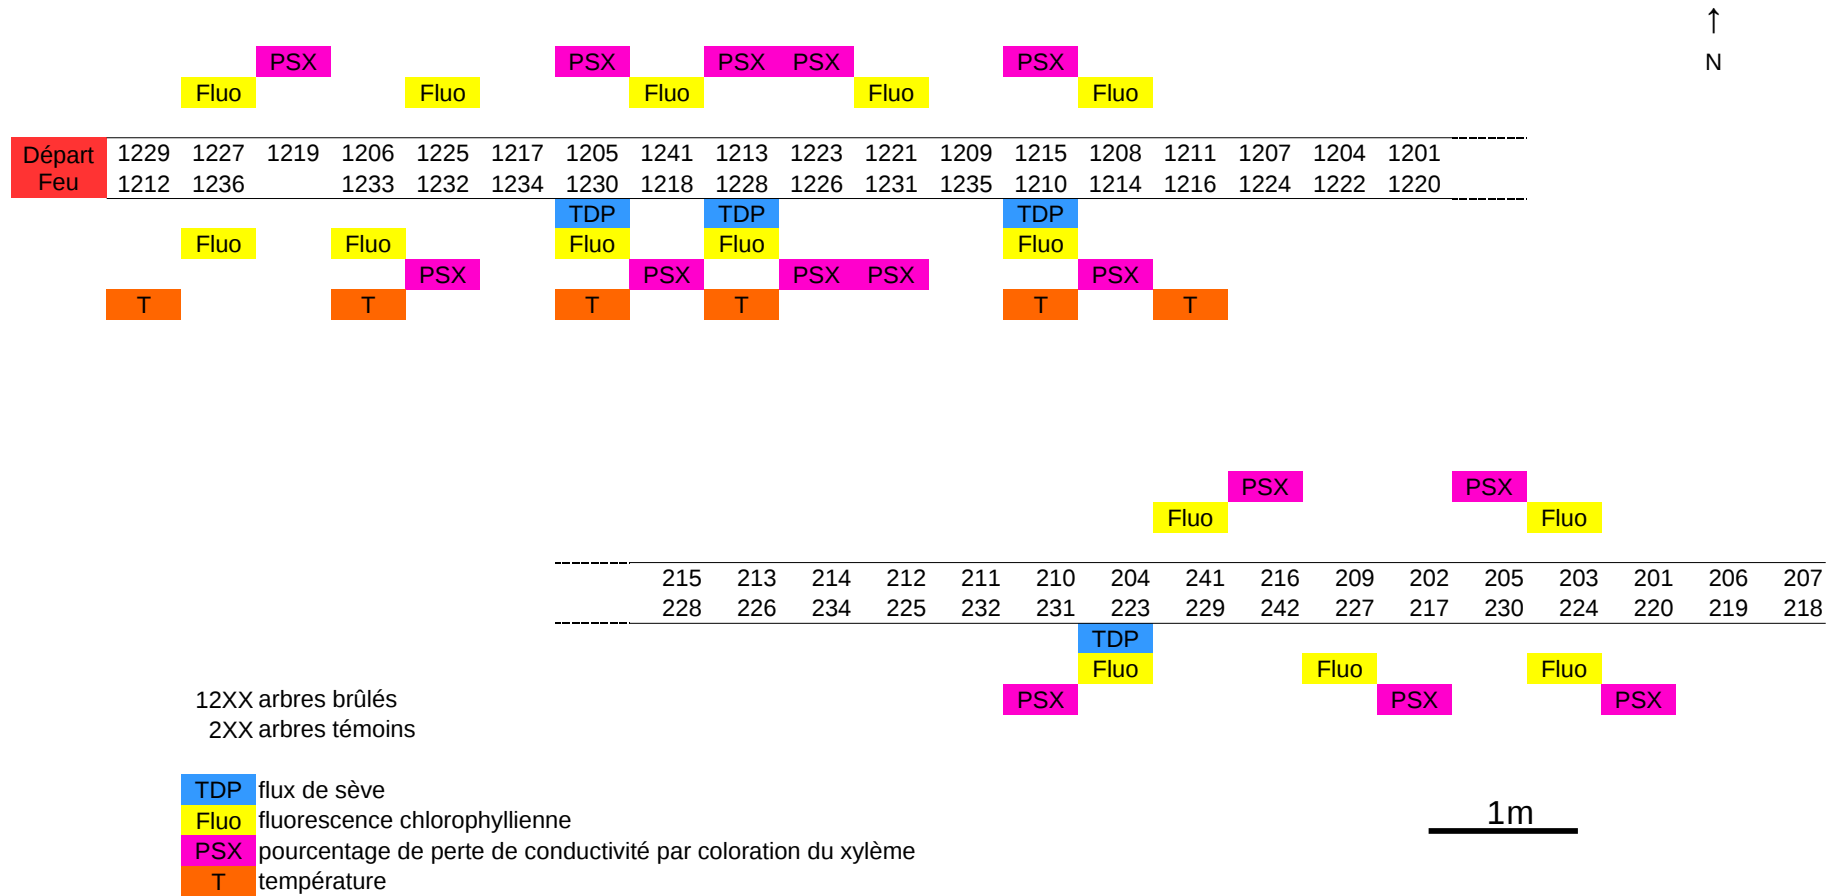 ↑
N
PSX PSX PSX PSX PSX
Fluo Fluo Fluo Fluo Fluo
Départ Feu
1229 1227 1219 1206 1225 1217 1205 1241 1213 1223 1221 1209 1215 1208 1211 1207 1204 1201
1212 1236 1233 1232 1234 1230 1218 1228 1226 1231 1235 1210 1214 1216 1224 1222 1220
TDP TDP TDP
Fluo Fluo Fluo Fluo Fluo
PSX PSX PSX PSX PSX
T T T T T T
PSX PSX
Fluo Fluo
215 213 214 212 211 210 204 241 216 209 202 205 203 201 206 207
228 226 234 225 232 231 223 229 242 227 217 230 224 220 219 218
TDP
Fluo Fluo Fluo
PSX PSX PSX
12XX arbres brûlés
2XX arbres témoins
TDP flux de sève
Fluo fluorescence chlorophyllienne
PSX pourcentage de perte de conductivité par coloration du xylème
T température
1m